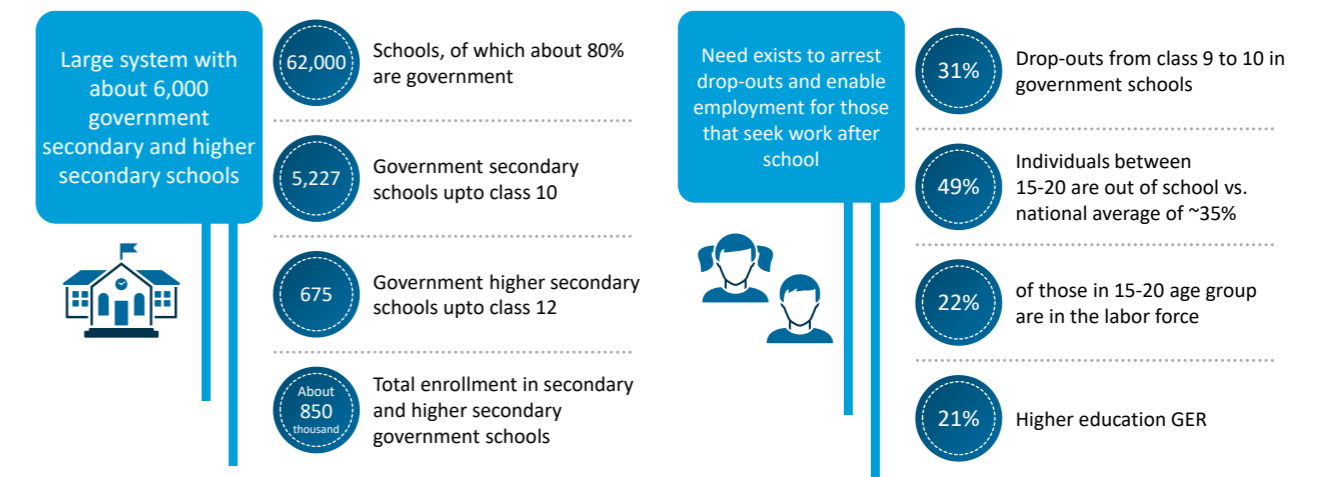 Large system with
about 6,000
government
secondary and higher
secondary schools
62,000
Schools, of which about 80%
are government
5,227
Government secondary
schools upto class 10
675
Government higher secondary
schools upto class 12
About
850
thousand
Total enrollment in secondary
and higher secondary
government schools
Need exists to arrest
drop-outs and enable
employment for those
that seek work after
school
31%
Drop-outs from class 9 to 10 in
government schools
49%
Individuals between
15-20 are out of school vs.
national average of ~35%
22%
of those in 15-20 age group
are in the labor force
21%
Higher education GER